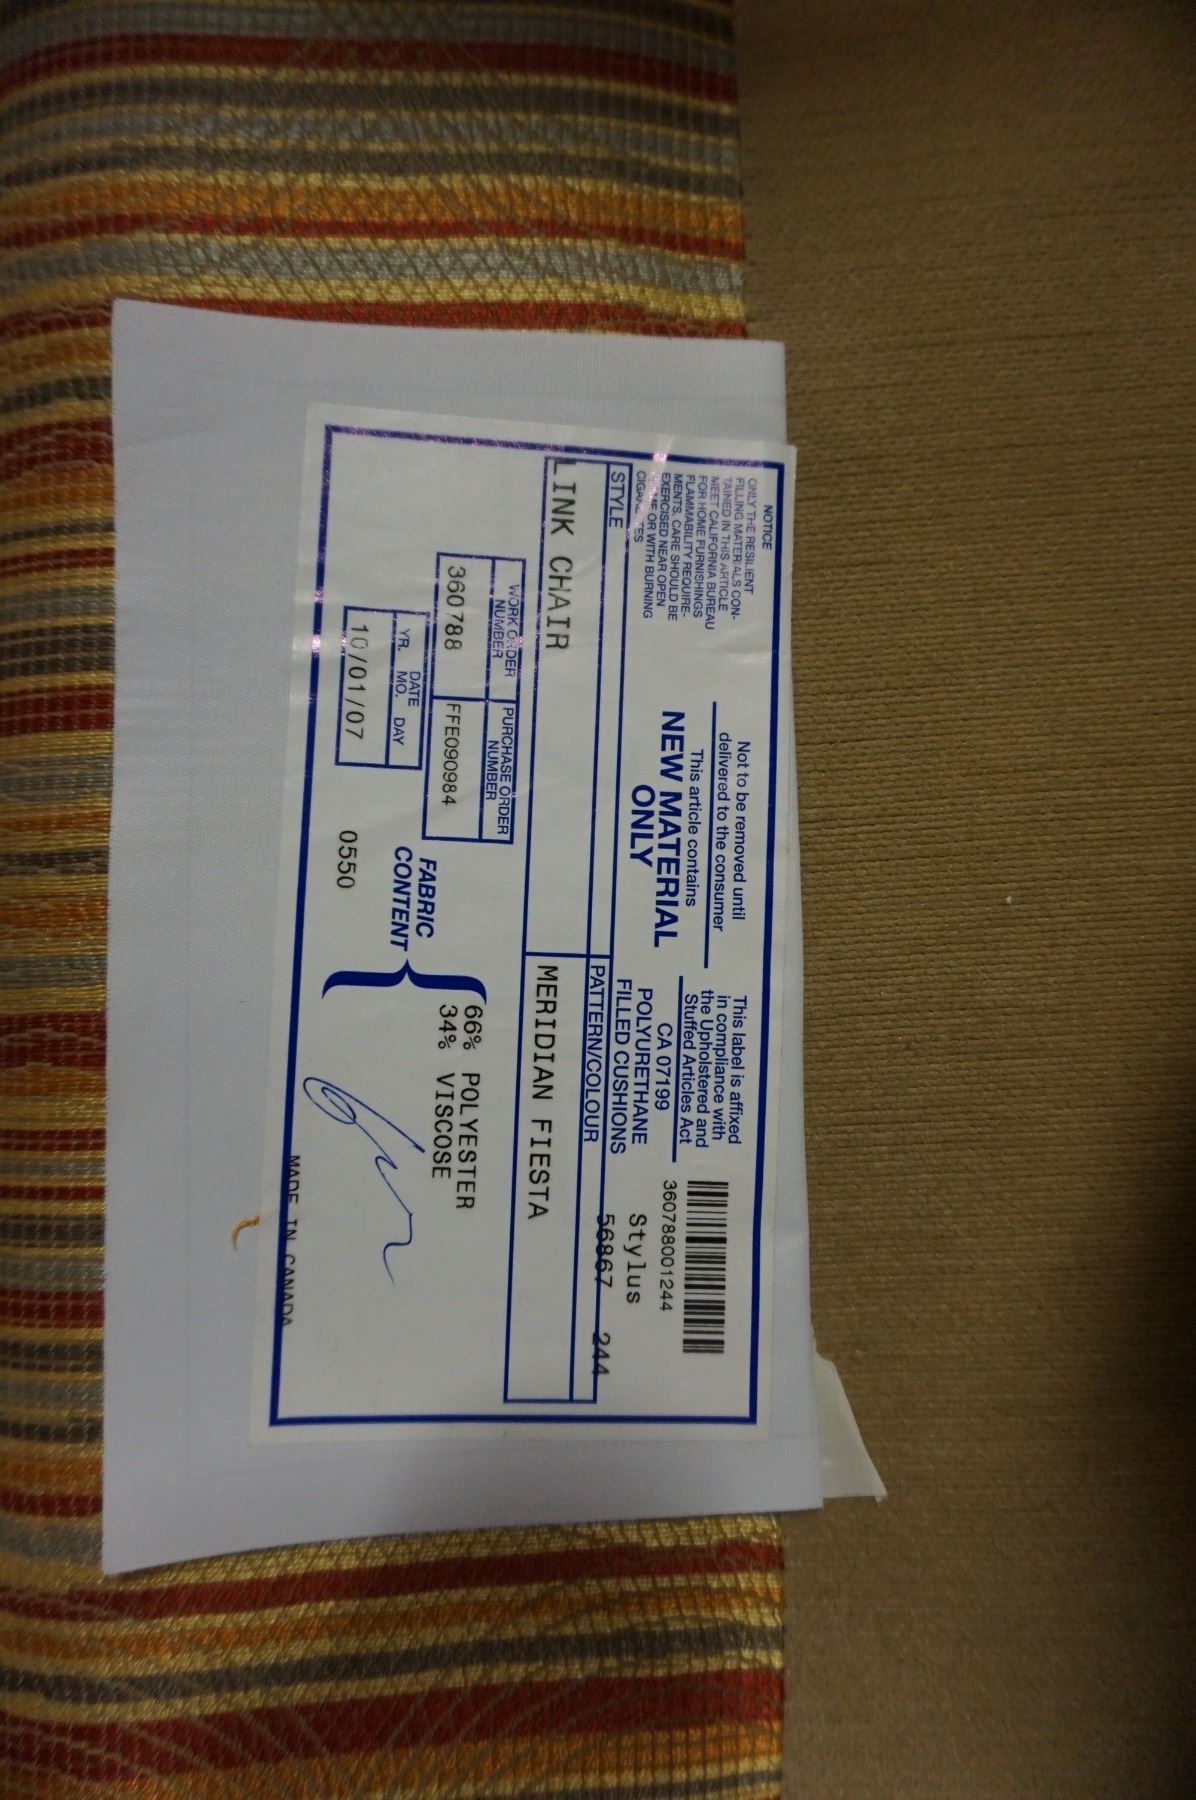 NOTICE
ONLY THE RESILIENT
FILLING MATERIALS CON-
TAINED IN THIS ARTICLE
MEET CALIFORNIA BUREAU
FOR HOME FURNISHINGS
FLAMMABILITY REQUIRE-
MENTS. CARE SHOULD BE
EXERCISED NEAR OPEN
OR WITH BURNING
Not to be removed until
delivered to the consumer
This article contains
NEW MATERIAL
ONLY
This label is affixed
in compliance with
the Upholstered and
Stuffed Articles Act
CA 07199
POLYURETHANE
FILLED CUSHIONS
360788001244
Stylus
56867 244
STYLE
PATTERN/COLOUR
LINK CHAIR
MERIDIAN FIESTA
WORK ORDER
NUMBER
PURCHASE ORDER
NUMBER
360788
FFE090984
DATE
YR. MO. DAY
10/01/07
0550
FABRIC
CONTENT
66% POLYESTER
34% VISCOSE
MADE IN CANADA